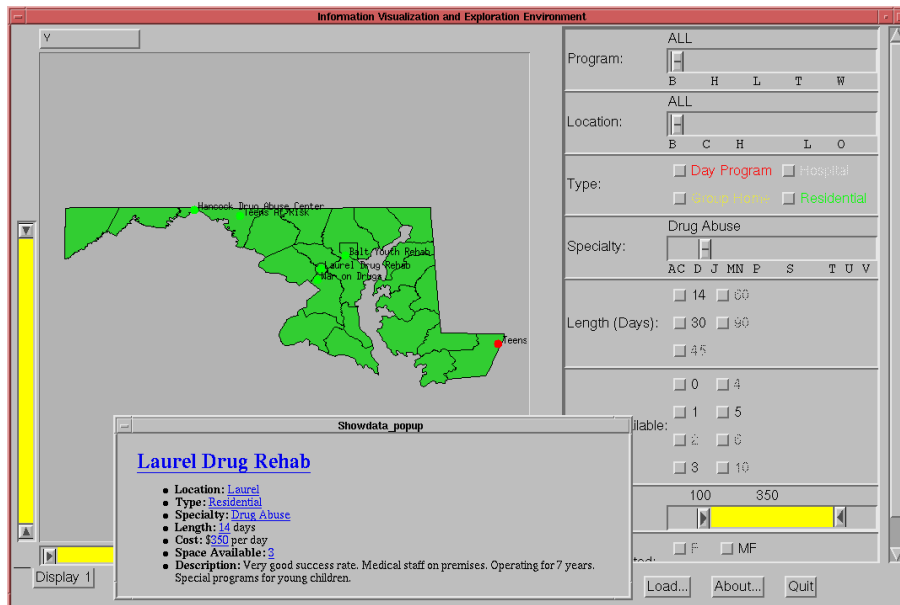 Information Visualization and Exploration Environment
Y
Program:
ALL
B H L T W
Location:
ALL
B C H L O
Type:
Day Program Hospital
Group Home Residential
Specialty:
Drug Abuse
AC D J MN P S T U V
Length (Days):
14 60
30 90
45
ilable:
0 4
1 5
2 6
3 10
100 350
ted:
F MF
Hancock Drug Abuse Center
Teens At Risk
Balt Youth Rehab
Laurel Drug Rehab
War on Drugs
Teens
Showdata_popup
Laurel Drug Rehab
Location: Laurel
Type: Residential
Specialty: Drug Abuse
Length: 14 days
Cost: $350 per day
Space Available: 3
Description: Very good success rate. Medical staff on premises. Operating for 7 years.
Special programs for young children.
Display 1
Load... About... Quit